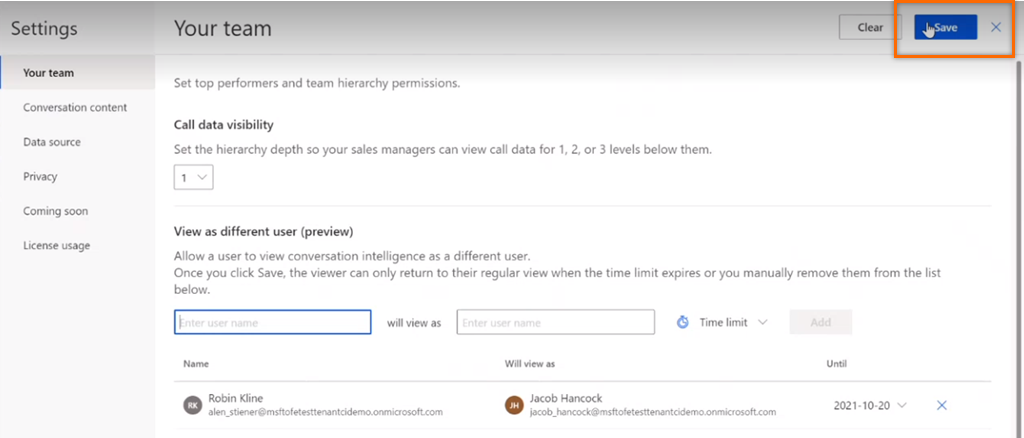 Settings
Your team
Clear
Save
Your team
Conversation content
Data source
Privacy
Coming soon
License usage
Set top performers and team hierarchy permissions.
Call data visibility
Set the hierarchy depth so your sales managers can view call data for 1, 2, or 3 levels below them.
1
View as different user (preview)
Allow a user to view conversation intelligence as a different user.
Once you click Save, the viewer can only return to their regular view when the time limit expires or you manually remove them from the list
below.
Enter user name
will view as
Enter user name
Time limit
Add
Name
Will view as
Until
RK
Robin Kline
alen_stiener@msftofetesttenantcidemo.onmicrosoft.com
JH
Jacob Hancock
jacob_hancock@msftofetesttenantcidemo.onmicrosoft.com
2021-10-20